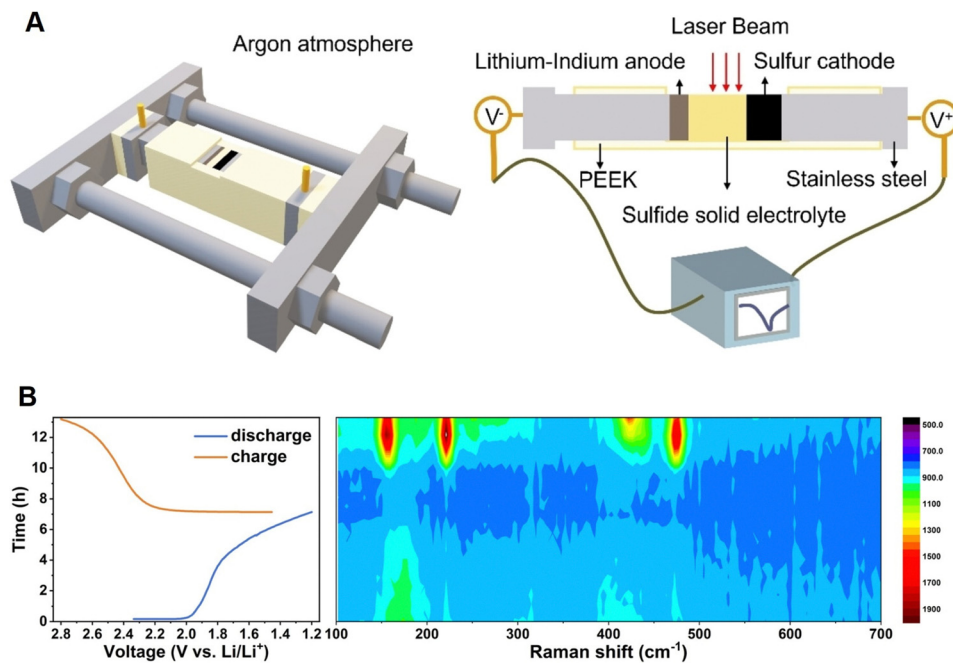 A
Argon atmosphere
Laser Beam
Lithium-Indium anode
Sulfur cathode
V-
V+
PEEK
Stainless steel
Sulfide solid electrolyte
B
discharge
charge
Time (h)
12
10
8
6
4
2
0
2.8 2.6 2.4 2.2 2.0 1.8 1.6 1.4 1.2
Voltage (V vs. Li/Li⁺)
100 200 300 400 500 600 700
Raman shift (cm⁻¹)
500.0
700.0
900.0
1100
1300
1500
1700
1900